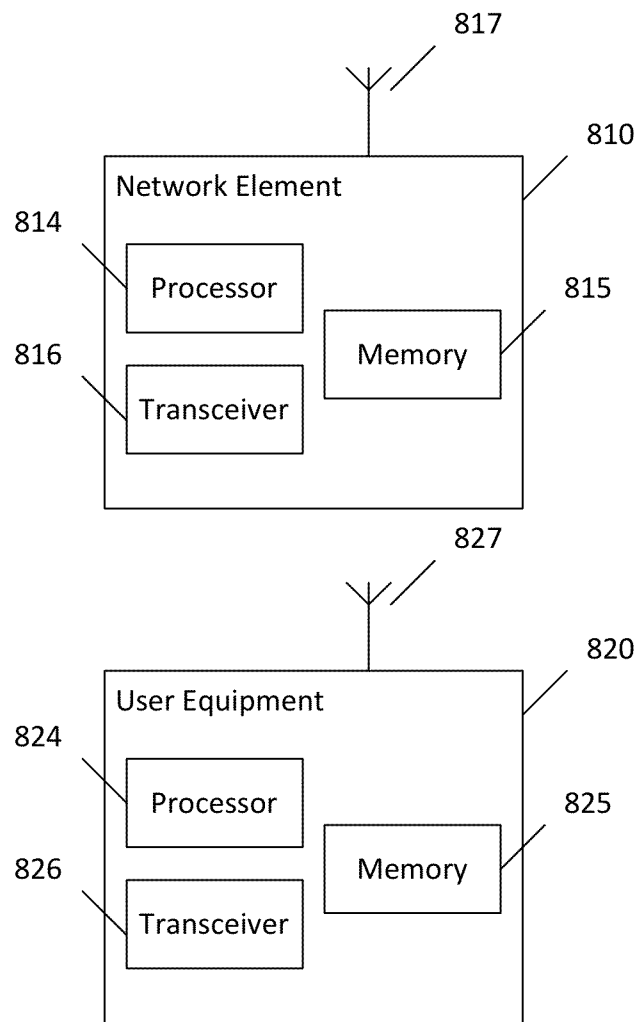 817
810
Network Element
814
Processor
815
Memory
816
Transceiver
827
820
User Equipment
824
Processor
825
Memory
826
Transceiver